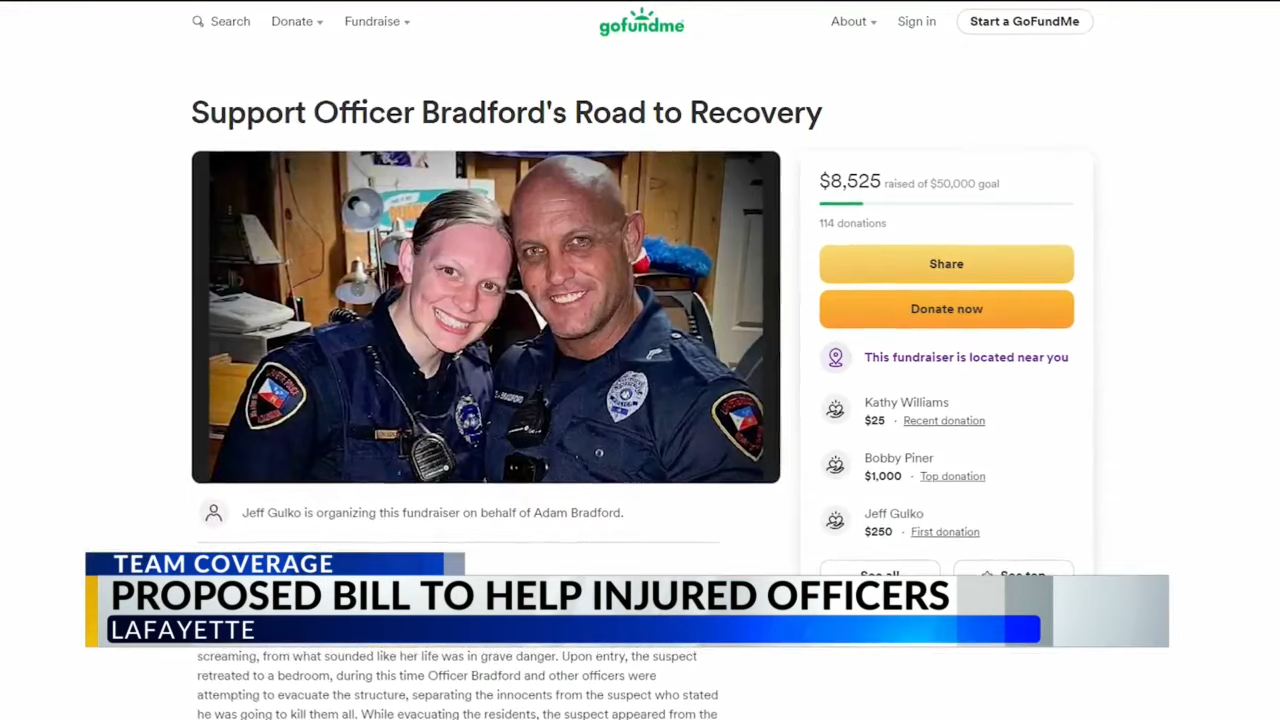 Search
Donate
Fundraise
gofundme
About
Sign in
Start a GoFundMe
Support Officer Bradford's Road to Recovery
BRADFORD
$8,525 raised of $50,000 goal
114 donations
Share
Donate now
This fundraiser is located near you
Kathy Williams
$25 · Recent donation
Bobby Piner
$1,000 · Top donation
Jeff Gulko
$250 · First donation
See all
See top
Jeff Gulko is organizing this fundraiser on behalf of Adam Bradford.
TEAM COVERAGE
PROPOSED BILL TO HELP INJURED OFFICERS
LAFAYETTE
screaming, from what sounded like her life was in grave danger. Upon entry, the suspect
retreated to a bedroom, during this time Officer Bradford and other officers were
attempting to evacuate the structure, separating the innocents from the suspect who stated
he was going to kill them all. While evacuating the residents, the suspect appeared from the